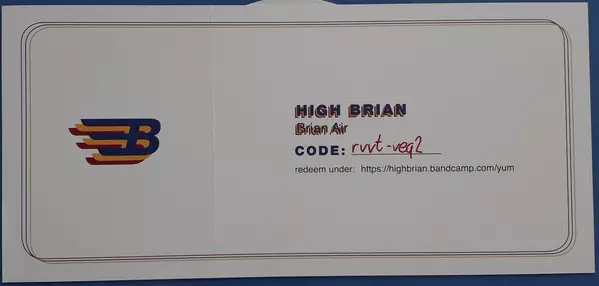 B
HIGH BRIAN
Brian Air
CODE: rvvt-veq2
redeem under: https://highbrian.bandcamp.com/yum